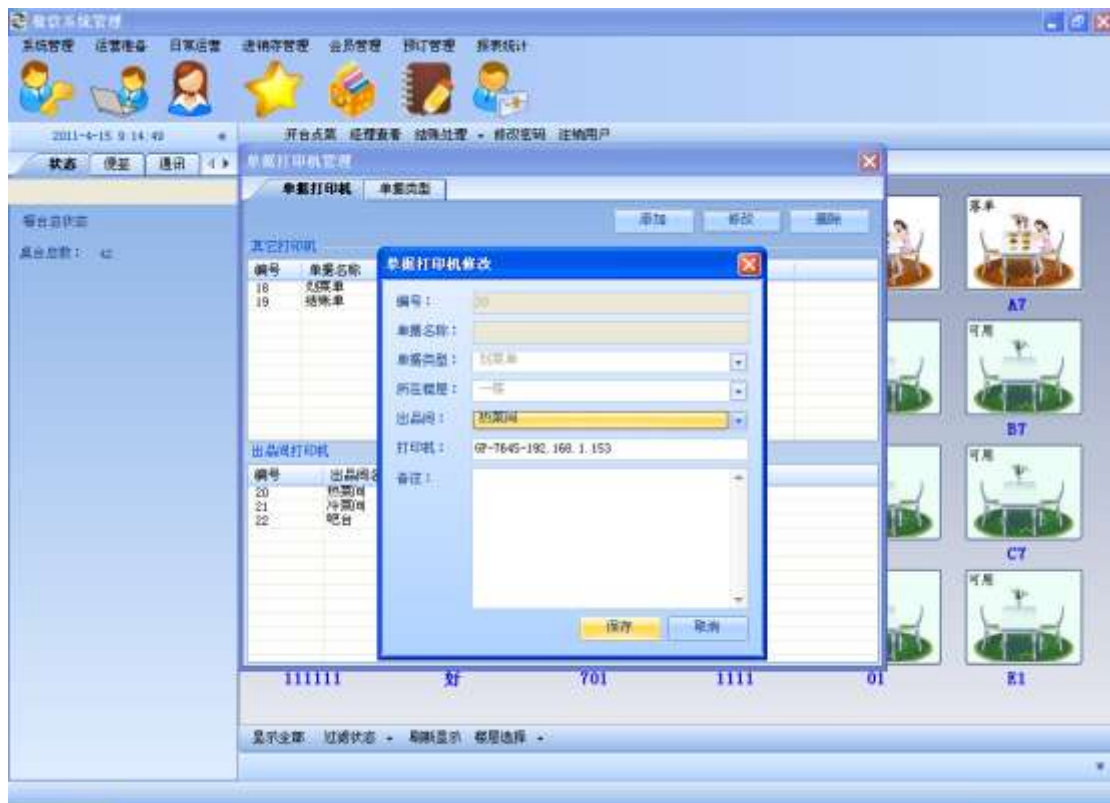 餐饮系统管理
系统管理 运营准备 日常运营 进销存管理 会员管理 预订管理 报表统计
2011-4-15 9:14:49
开台点菜 经理查看 结账处理 修改密码 注销用户
状态 便签 通讯
单据打印机管理
单据打印机 单据类型
添加 修改 删除
餐台总状态
桌台总数： 42
其它打印机
编号 单据名称
18 划菜单
19 结账单
出品间打印机
编号 出品间名
20 热菜间
21 冷菜间
22 吧台
单据打印机修改
编号： 20
单据名称：
单据类型： 划菜单
所在楼层： 一层
出品间： 热菜间
打印机： GP-7645-192.168.1.153
备注：
保存 取消
落单
A7
可用
B7
可用
C7
可用
111111 好 701 1111 01 E1
显示全部 过滤状态 刷新显示 楼层选择